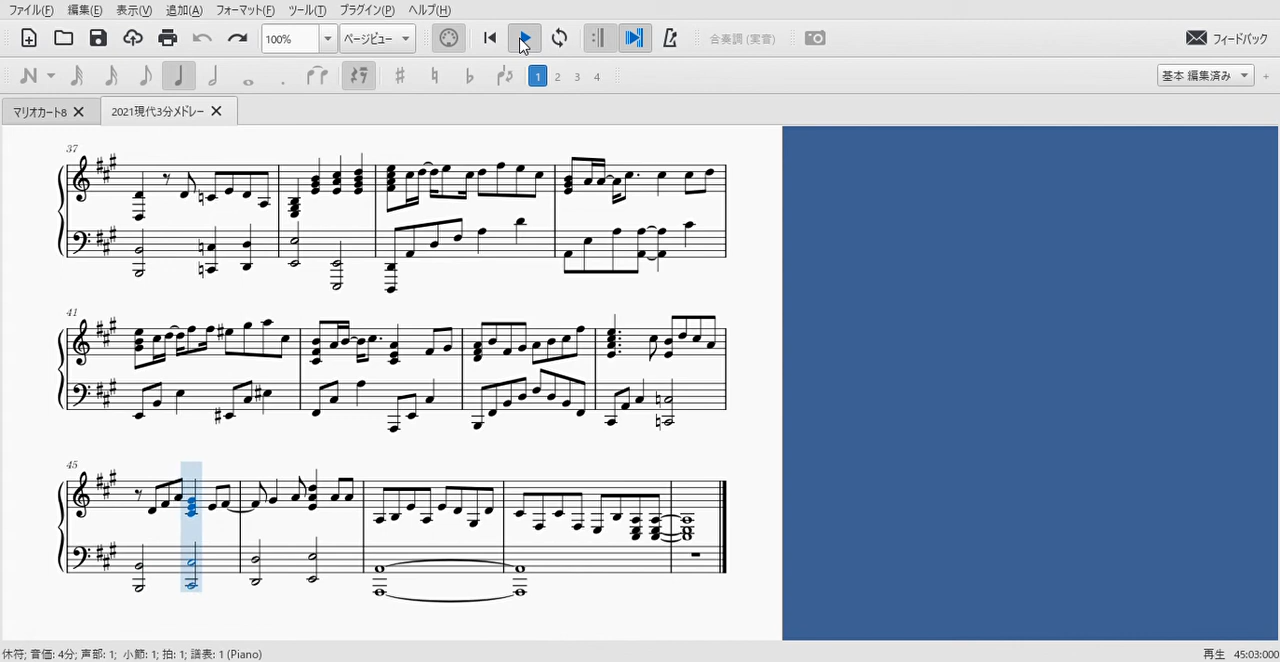 ファイル(F) 編集(E) 表示(V) 追加(A) フォーマット(F) ツール(T) プラグイン(P) ヘルプ(H)
100% ページビュー 合奏調 (実音) フィードバック
1 2 3 4 基本 編集済み +
マリオカート8 2021現代3分メドレー
37
41
45
休符; 音価: 4分; 声部: 1; 小節: 1; 拍: 1; 譜表: 1 (Piano) 再生 45:03:000